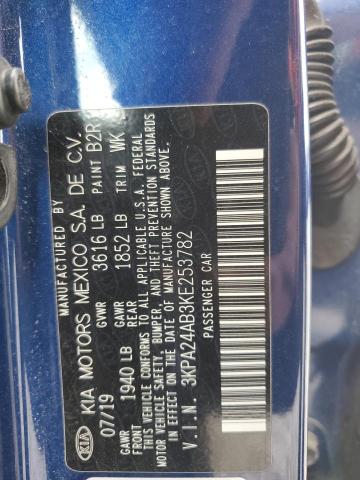 MANUFACTURED BY
KIA KIA MOTORS MEXICO S.A. DE C.V.
07/19 GVWR 3616 LB PAINT B2R
GAWR FRONT 1940 LB GAWR REAR 1852 LB TRIM WK
THIS VEHICLE CONFORMS TO ALL APPLICABLE U.S.A. FEDERAL
MOTOR VEHICLE SAFETY, BUMPER, AND THEFT PREVENTION STANDARDS
IN EFFECT ON THE DATE OF MANUFACTURE SHOWN ABOVE.
V.I.N. 3KPA24AB3KE253782
PASSENGER CAR